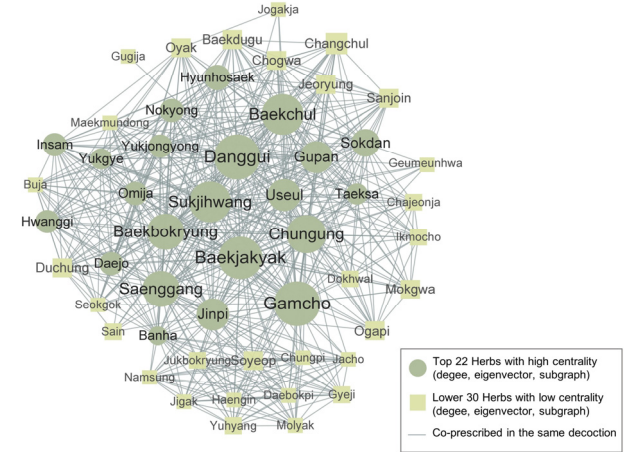 Jogakja
Baekdugu
Changchul
Oyak
Gugija
Chogwa
Hyunhosaek
Jeoryung
Sanjoin
Nokyong
Baekchul
Maekmundong
Insam
Yukjongyong
Sokdan
Yukgye
Danggui
Gupan
Geumeunhwa
Buja
Omija
Useul
Taeksa
Sukjihwang
Chajeonja
Hwanggi
Baekbokryung
Chungung
Ikmocho
Baekjakyak
Duchung
Daejo
Dokhwal
Saenggang
Mokgwa
Seokgok
Gamcho
Jinpi
Sain
Banha
Ogapi
Jukbokryung
Soyeop
Chungpi
Jacho
Namsung
Jigak
Haengin
Daebokpi
Gyeji
Yuhyang
Molyak
Top 22 Herbs with high centrality
(degee, eigenvector, subgraph)
Lower 30 Herbs with low centrality
(degee, eigenvector, subgraph)
Co-prescribed in the same decoction